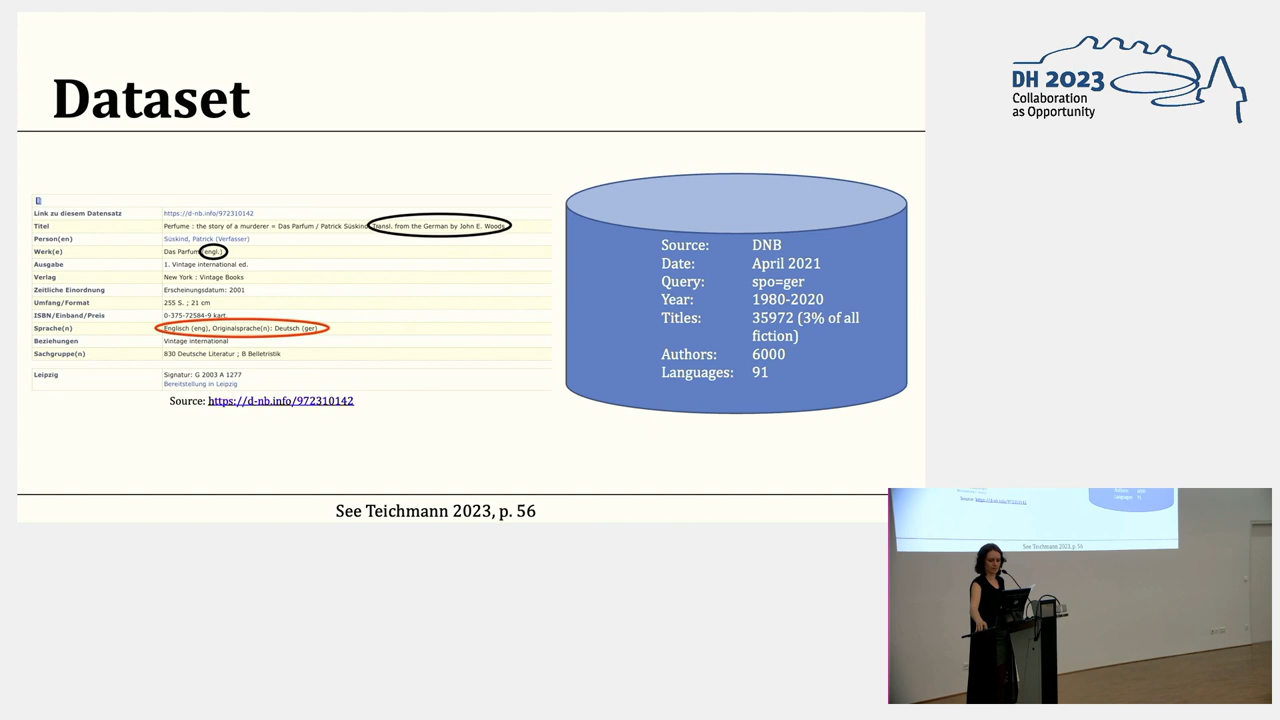 Dataset
DH 2023
Collaboration
as Opportunity
Link zu diesem Datensatz https://d-nb.info/972310142
Titel Perfume : the story of a murderer = Das Parfum / Patrick Süskind. Transl. from the German by John E. Woods
Person(en) Süskind, Patrick (Verfasser)
Werk(e) Das Parfum (engl.)
Ausgabe 1. Vintage international ed.
Verlag New York : Vintage Books
Zeitliche Einordnung Erscheinungsdatum: 2001
Umfang/Format 255 S. ; 21 cm
ISBN/Einband/Preis 0-375-72584-9 kart.
Sprache(n) Englisch (eng), Originalsprache(n): Deutsch (ger)
Beziehungen Vintage international
Sachgruppe(n) 830 Deutsche Literatur ; B Belletristik
Leipzig Signatur: G 2003 A 1277
Bereitstellung in Leipzig
Source: https://d-nb.info/972310142
Source: DNB
Date: April 2021
Query: spo=ger
Year: 1980-2020
Titles: 35972 (3% of all
fiction)
Authors: 6000
Languages: 91
See Teichmann 2023, p. 56
See Teichmann 2023, p. 56